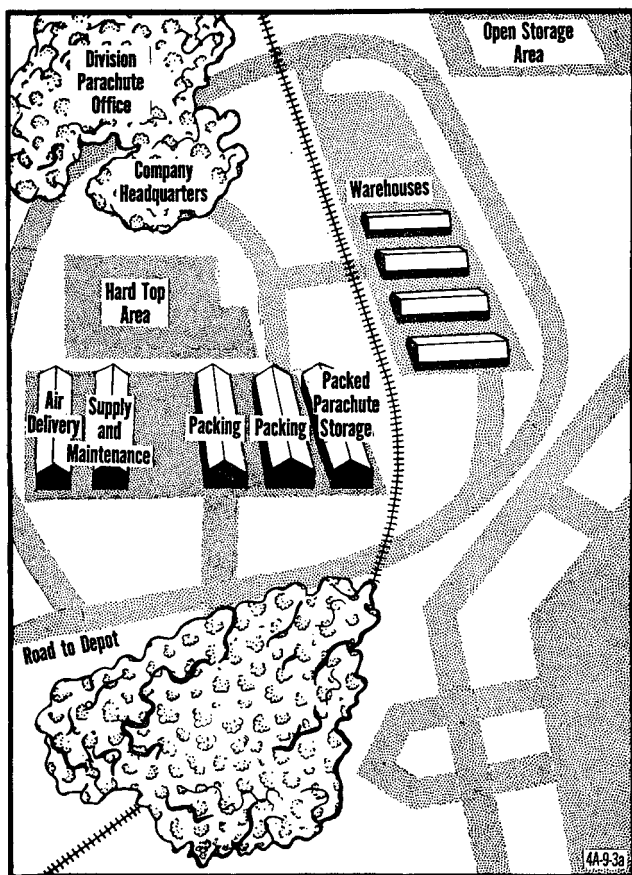 Division
Parachute
Office
Open Storage
Area
Company
Headquarters
Warehouses
Hard Top
Area
Air
Delivery
Supply
and
Maintenance
Packing
Packing
Packed
Parachute
Storage
Road to Depot
4A-9-3a